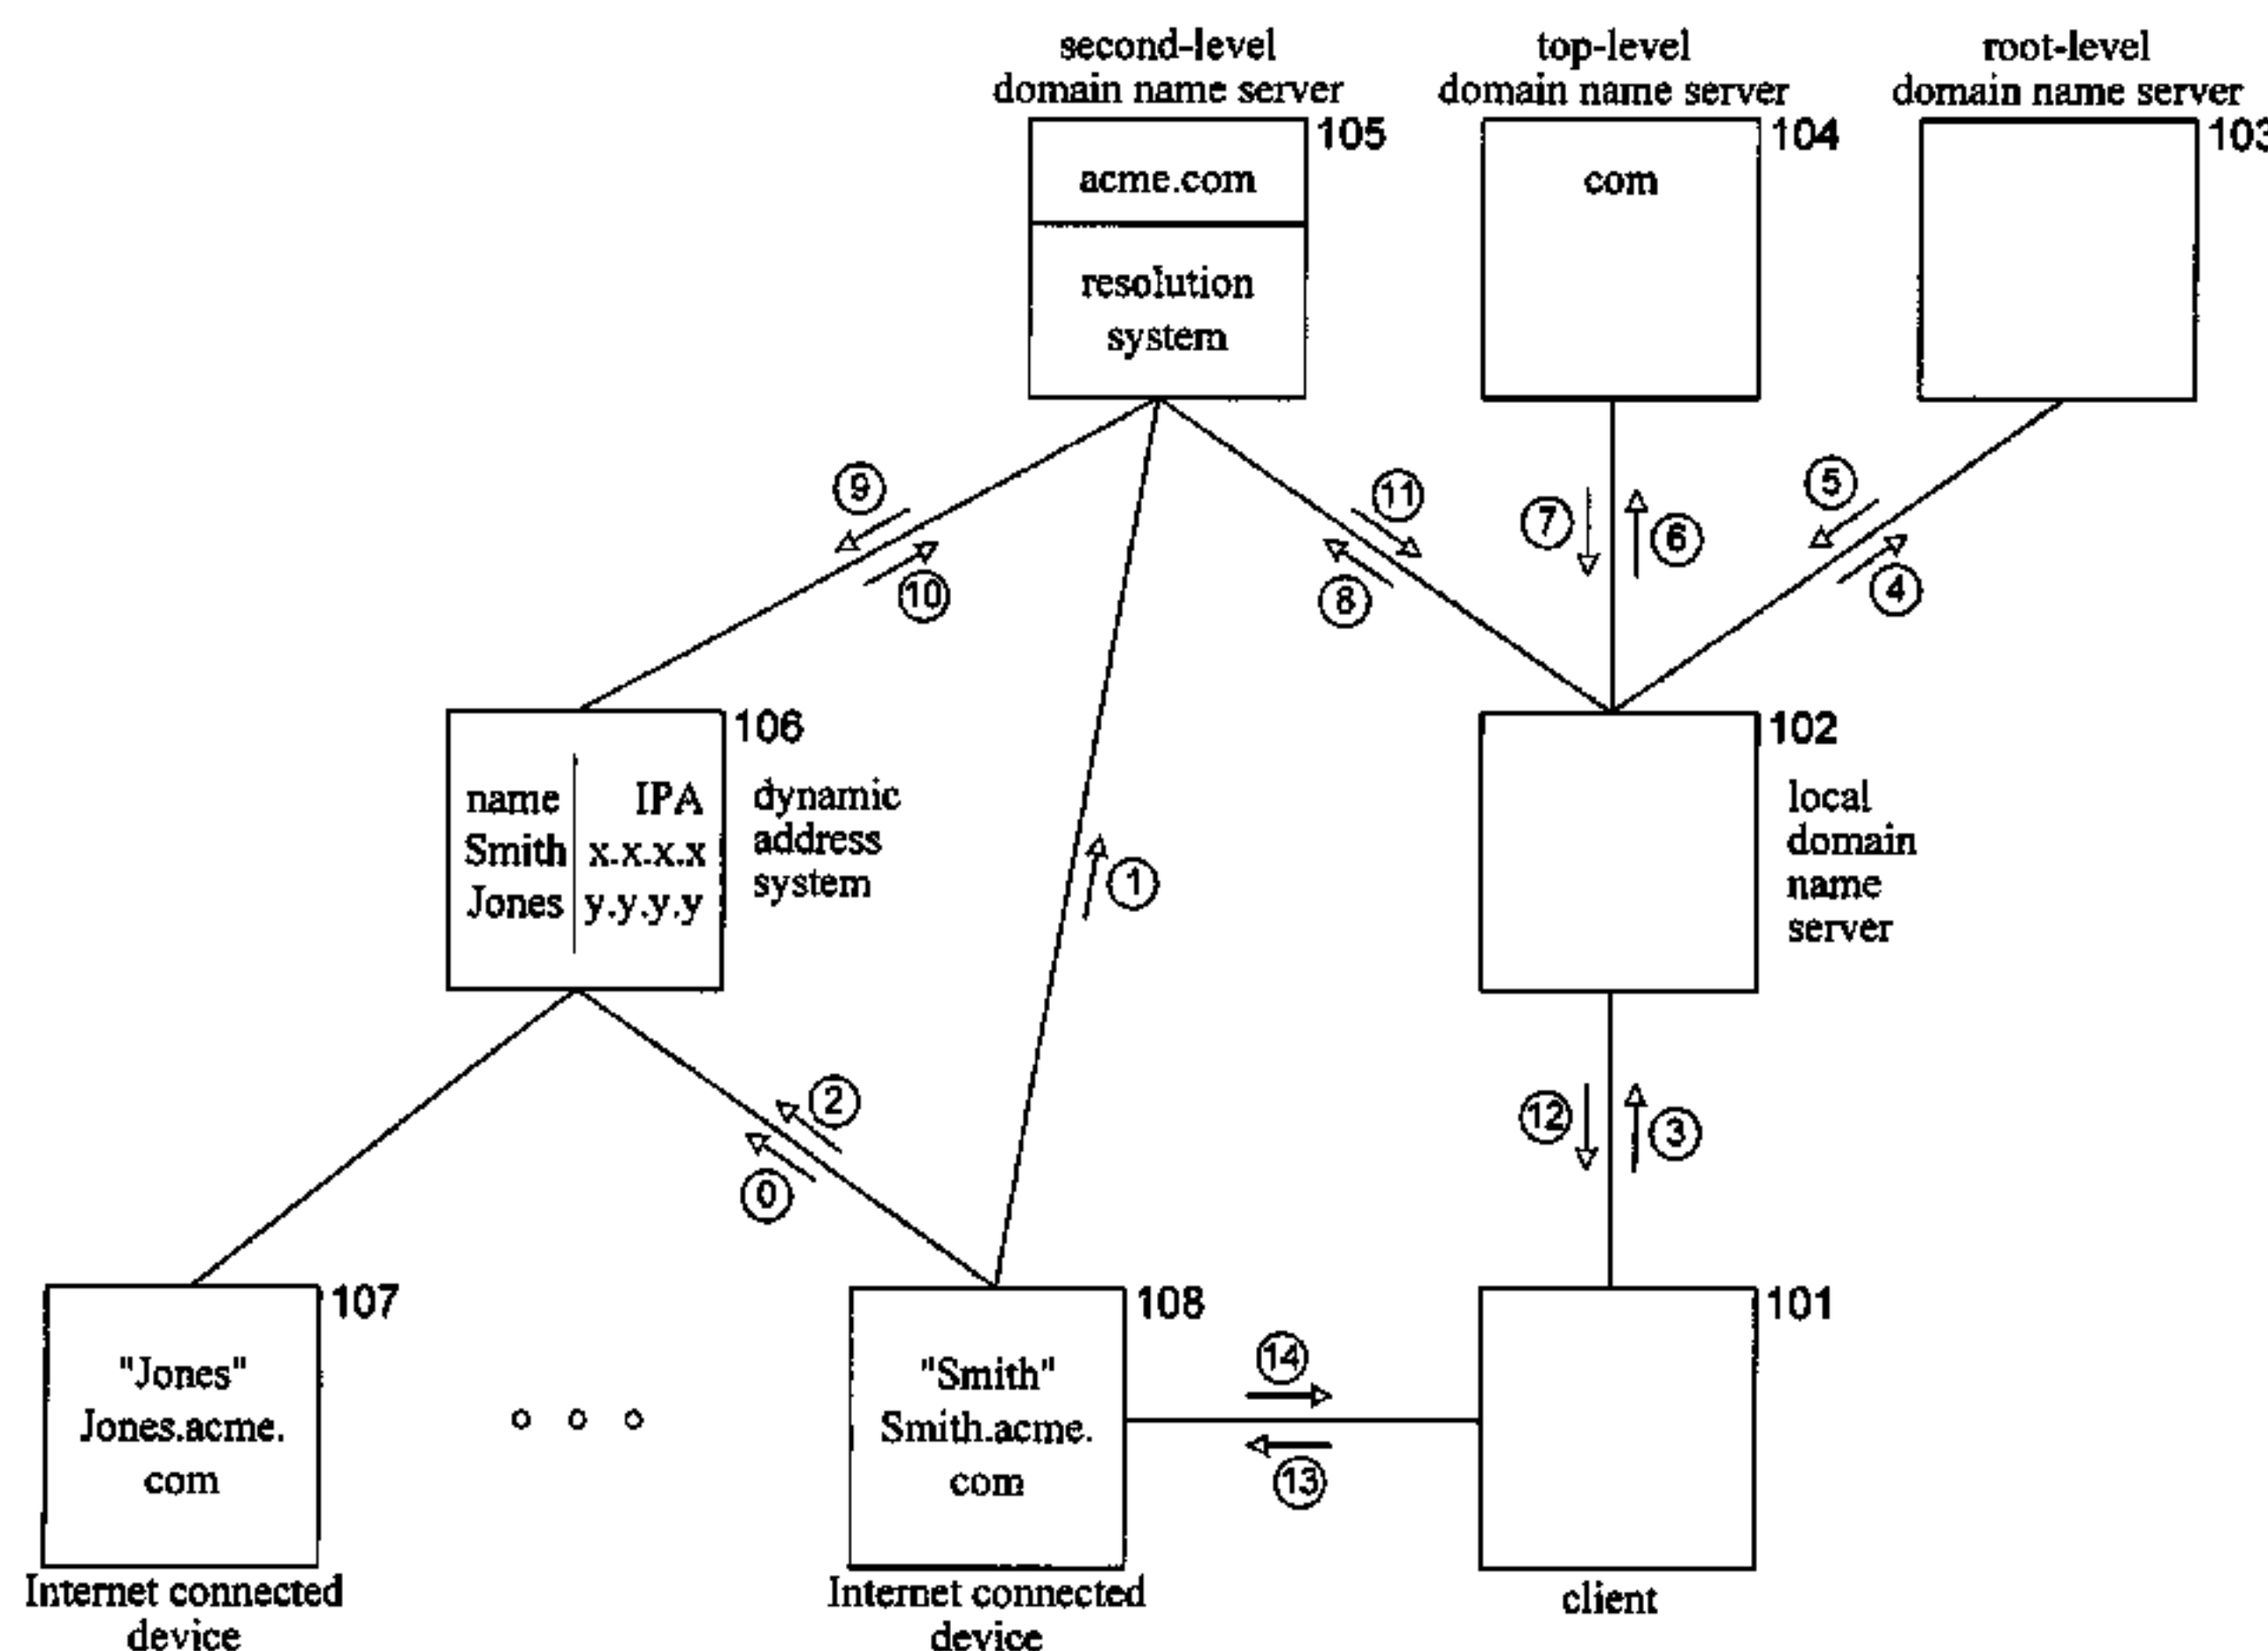 second-level
domain name server
top-level
domain name server
root-level
domain name server
105
104
103
acme.com
resolution
system
com
9
10
11
8
7
6
5
4
106
name IPA
Smith x.x.x.x
Jones y.y.y.y
dynamic
address
system
1
102
local
domain
name
server
2
0
12
3
107
"Jones"
Jones.acme.
com
Internet connected
device
108
"Smith"
Smith.acme.
com
Internet connected
device
14
13
101
client